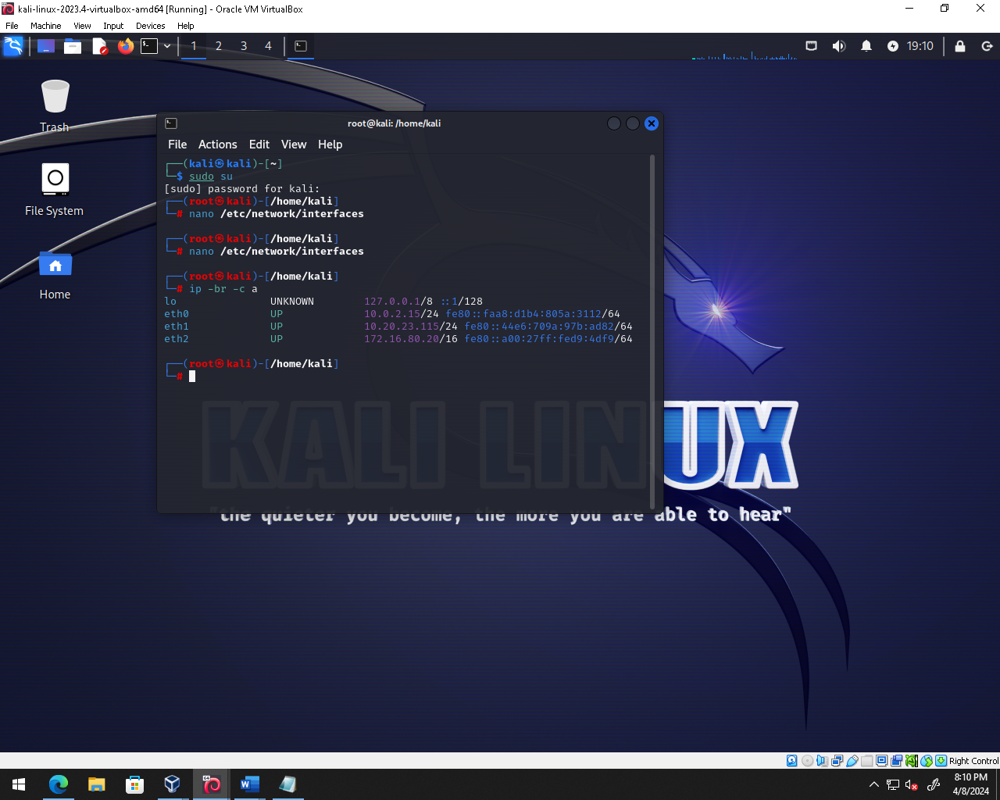 kali-linux-2023.4-virtualbox-amd64 [Running] - Oracle VM VirtualBox
File Machine View Input Devices Help
1 2 3 4 19:10
Trash
File System
Home
root@kali: /home/kali
File Actions Edit View Help
┌──(kali㉿kali)-[~]
└─$ sudo su
[sudo] password for kali:
┌──(root㉿kali)-[/home/kali]
└─# nano /etc/network/interfaces
┌──(root㉿kali)-[/home/kali]
└─# nano /etc/network/interfaces
┌──(root㉿kali)-[/home/kali]
└─# ip -br -c a
lo UNKNOWN 127.0.0.1/8 ::1/128
eth0 UP 10.0.2.15/24 fe80::faa8:d1b4:805a:3112/64
eth1 UP 10.20.23.115/24 fe80::44e6:709a:97b:ad82/64
eth2 UP 172.16.80.20/16 fe80::a00:27ff:fed9:4df9/64
┌──(root㉿kali)-[/home/kali]
└─#
KALI LINUX
"the quieter you become, the more you are able to hear"
Right Control
8:10 PM
4/8/2024